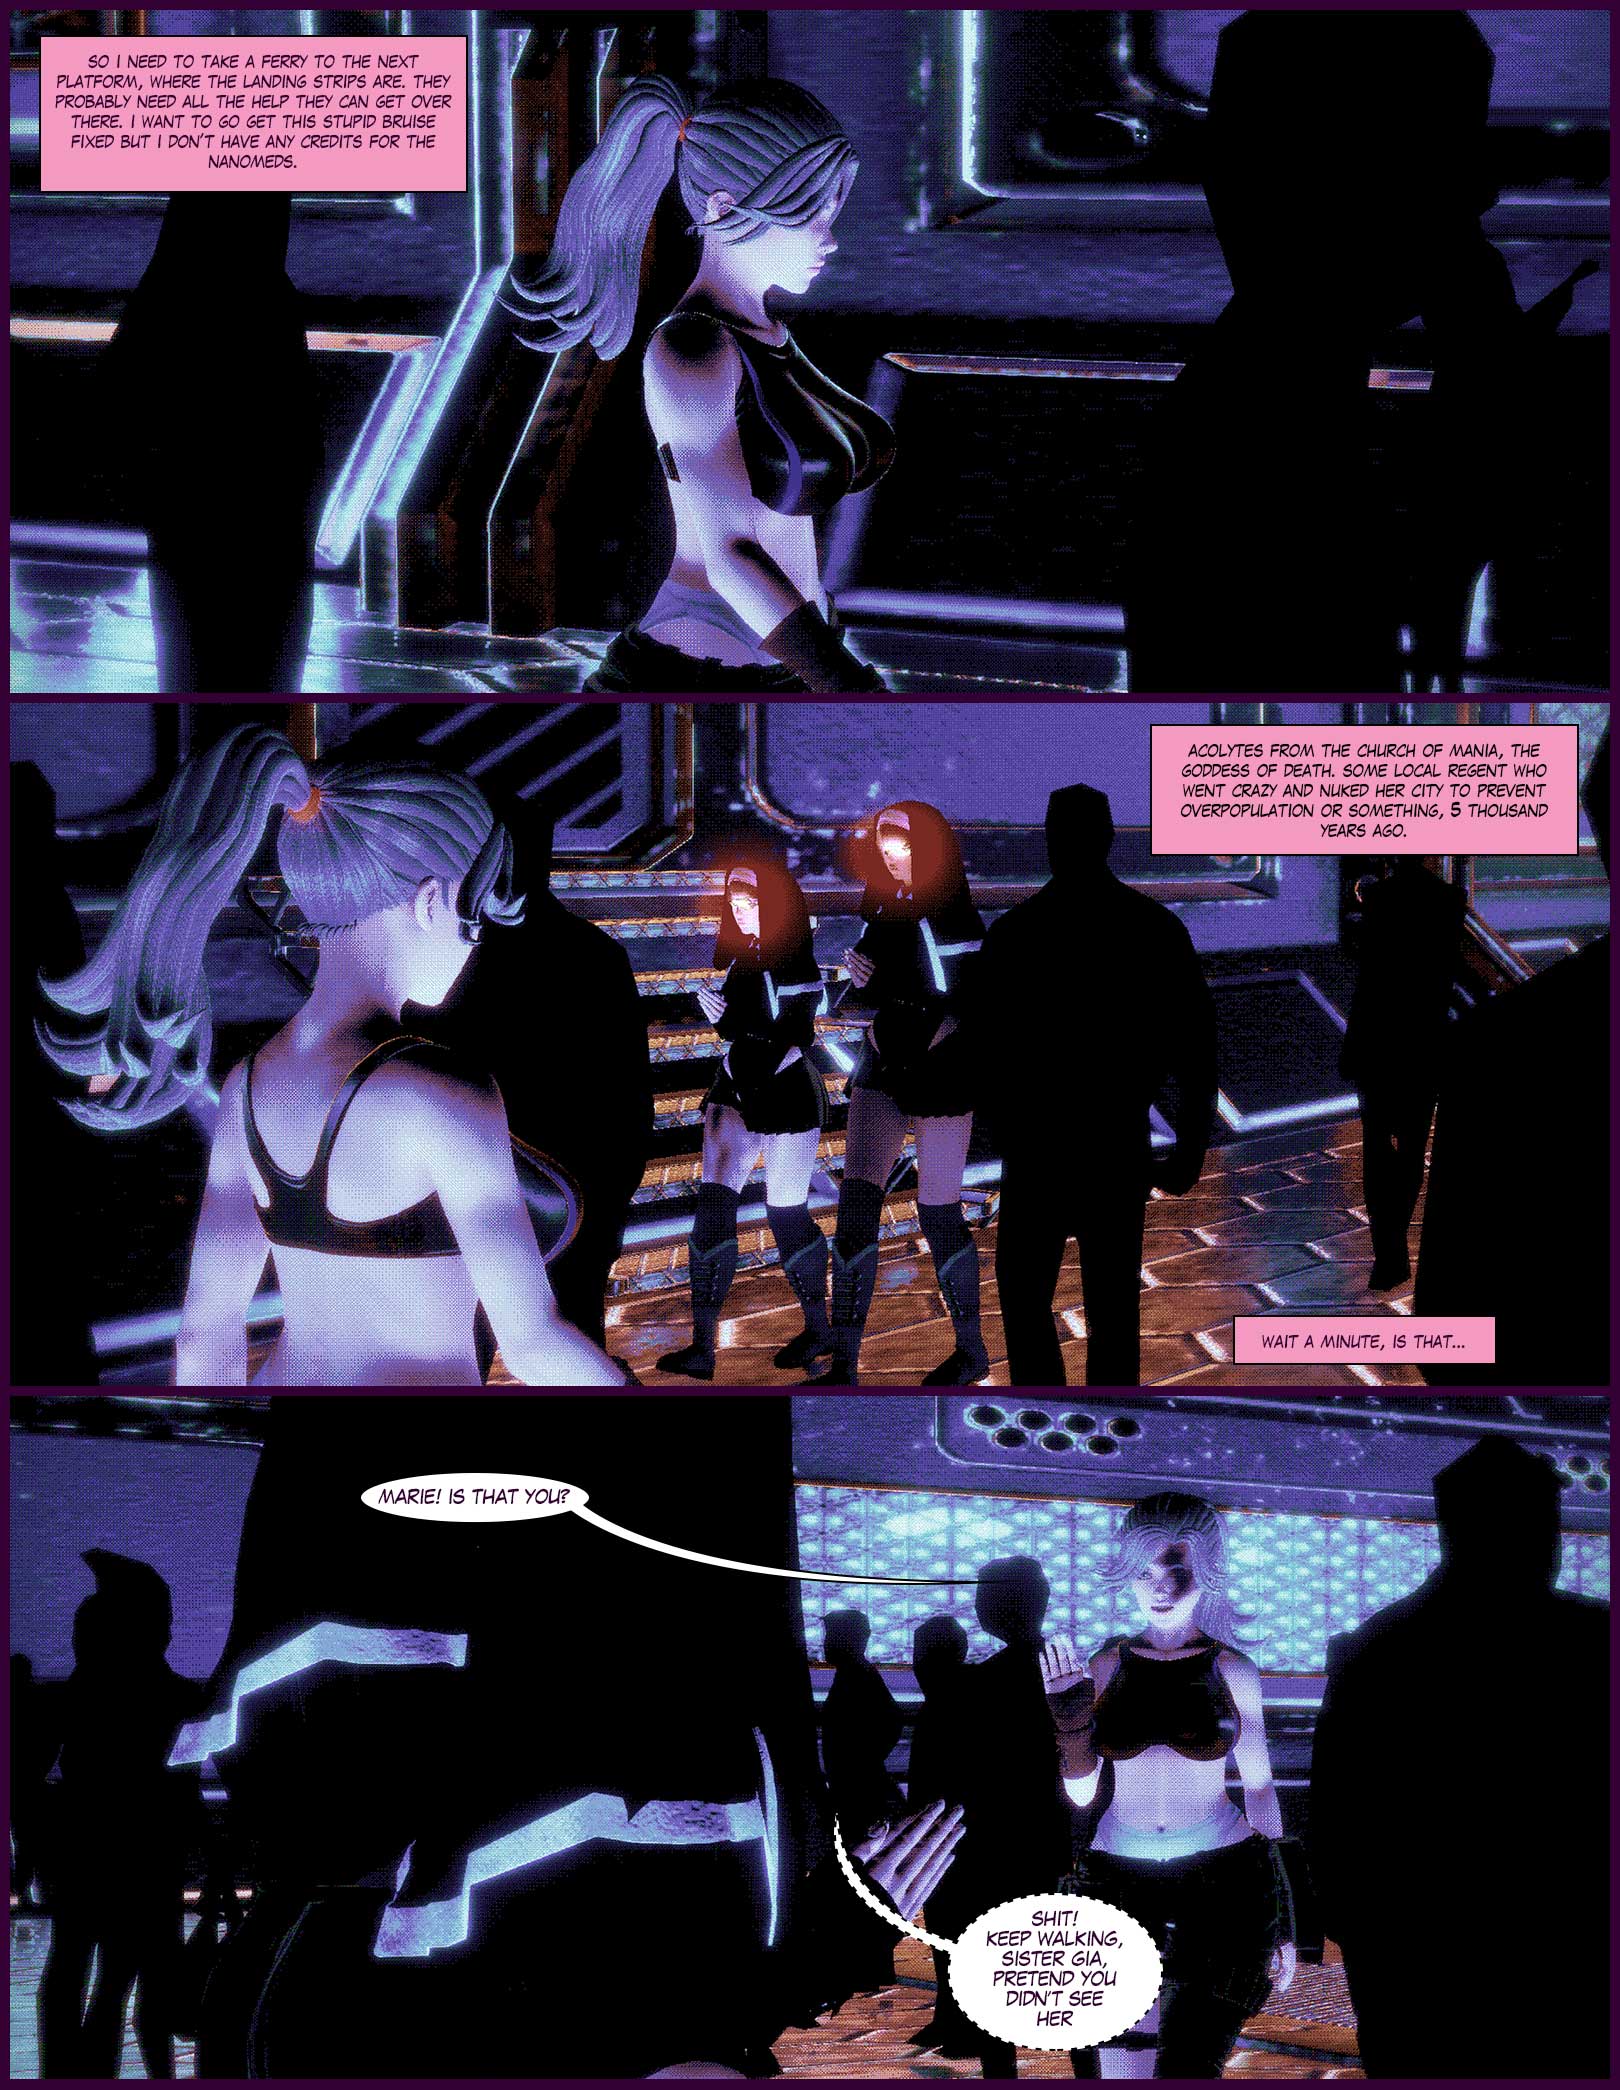 SO I NEED TO TAKE A FERRY TO THE NEXT
PLATFORM, WHERE THE LANDING STRIPS ARE. THEY
PROBABLY NEED ALL THE HELP THEY CAN GET OVER
THERE. I WANT TO GO GET THIS STUPID BRUISE
FIXED BUT I DON'T HAVE ANY CREDITS FOR THE
NANOMEDS.
ACOLYTES FROM THE CHURCH OF MANIA, THE
GODDESS OF DEATH. SOME LOCAL REGENT WHO
WENT CRAZY AND NUKED HER CITY TO PREVENT
OVERPOPULATION OR SOMETHING, 5 THOUSAND
YEARS AGO.
WAIT A MINUTE, IS THAT...
MARIE! IS THAT YOU?
SHIT!
KEEP WALKING,
SISTER GIA,
PRETEND YOU
DIDN'T SEE
HER